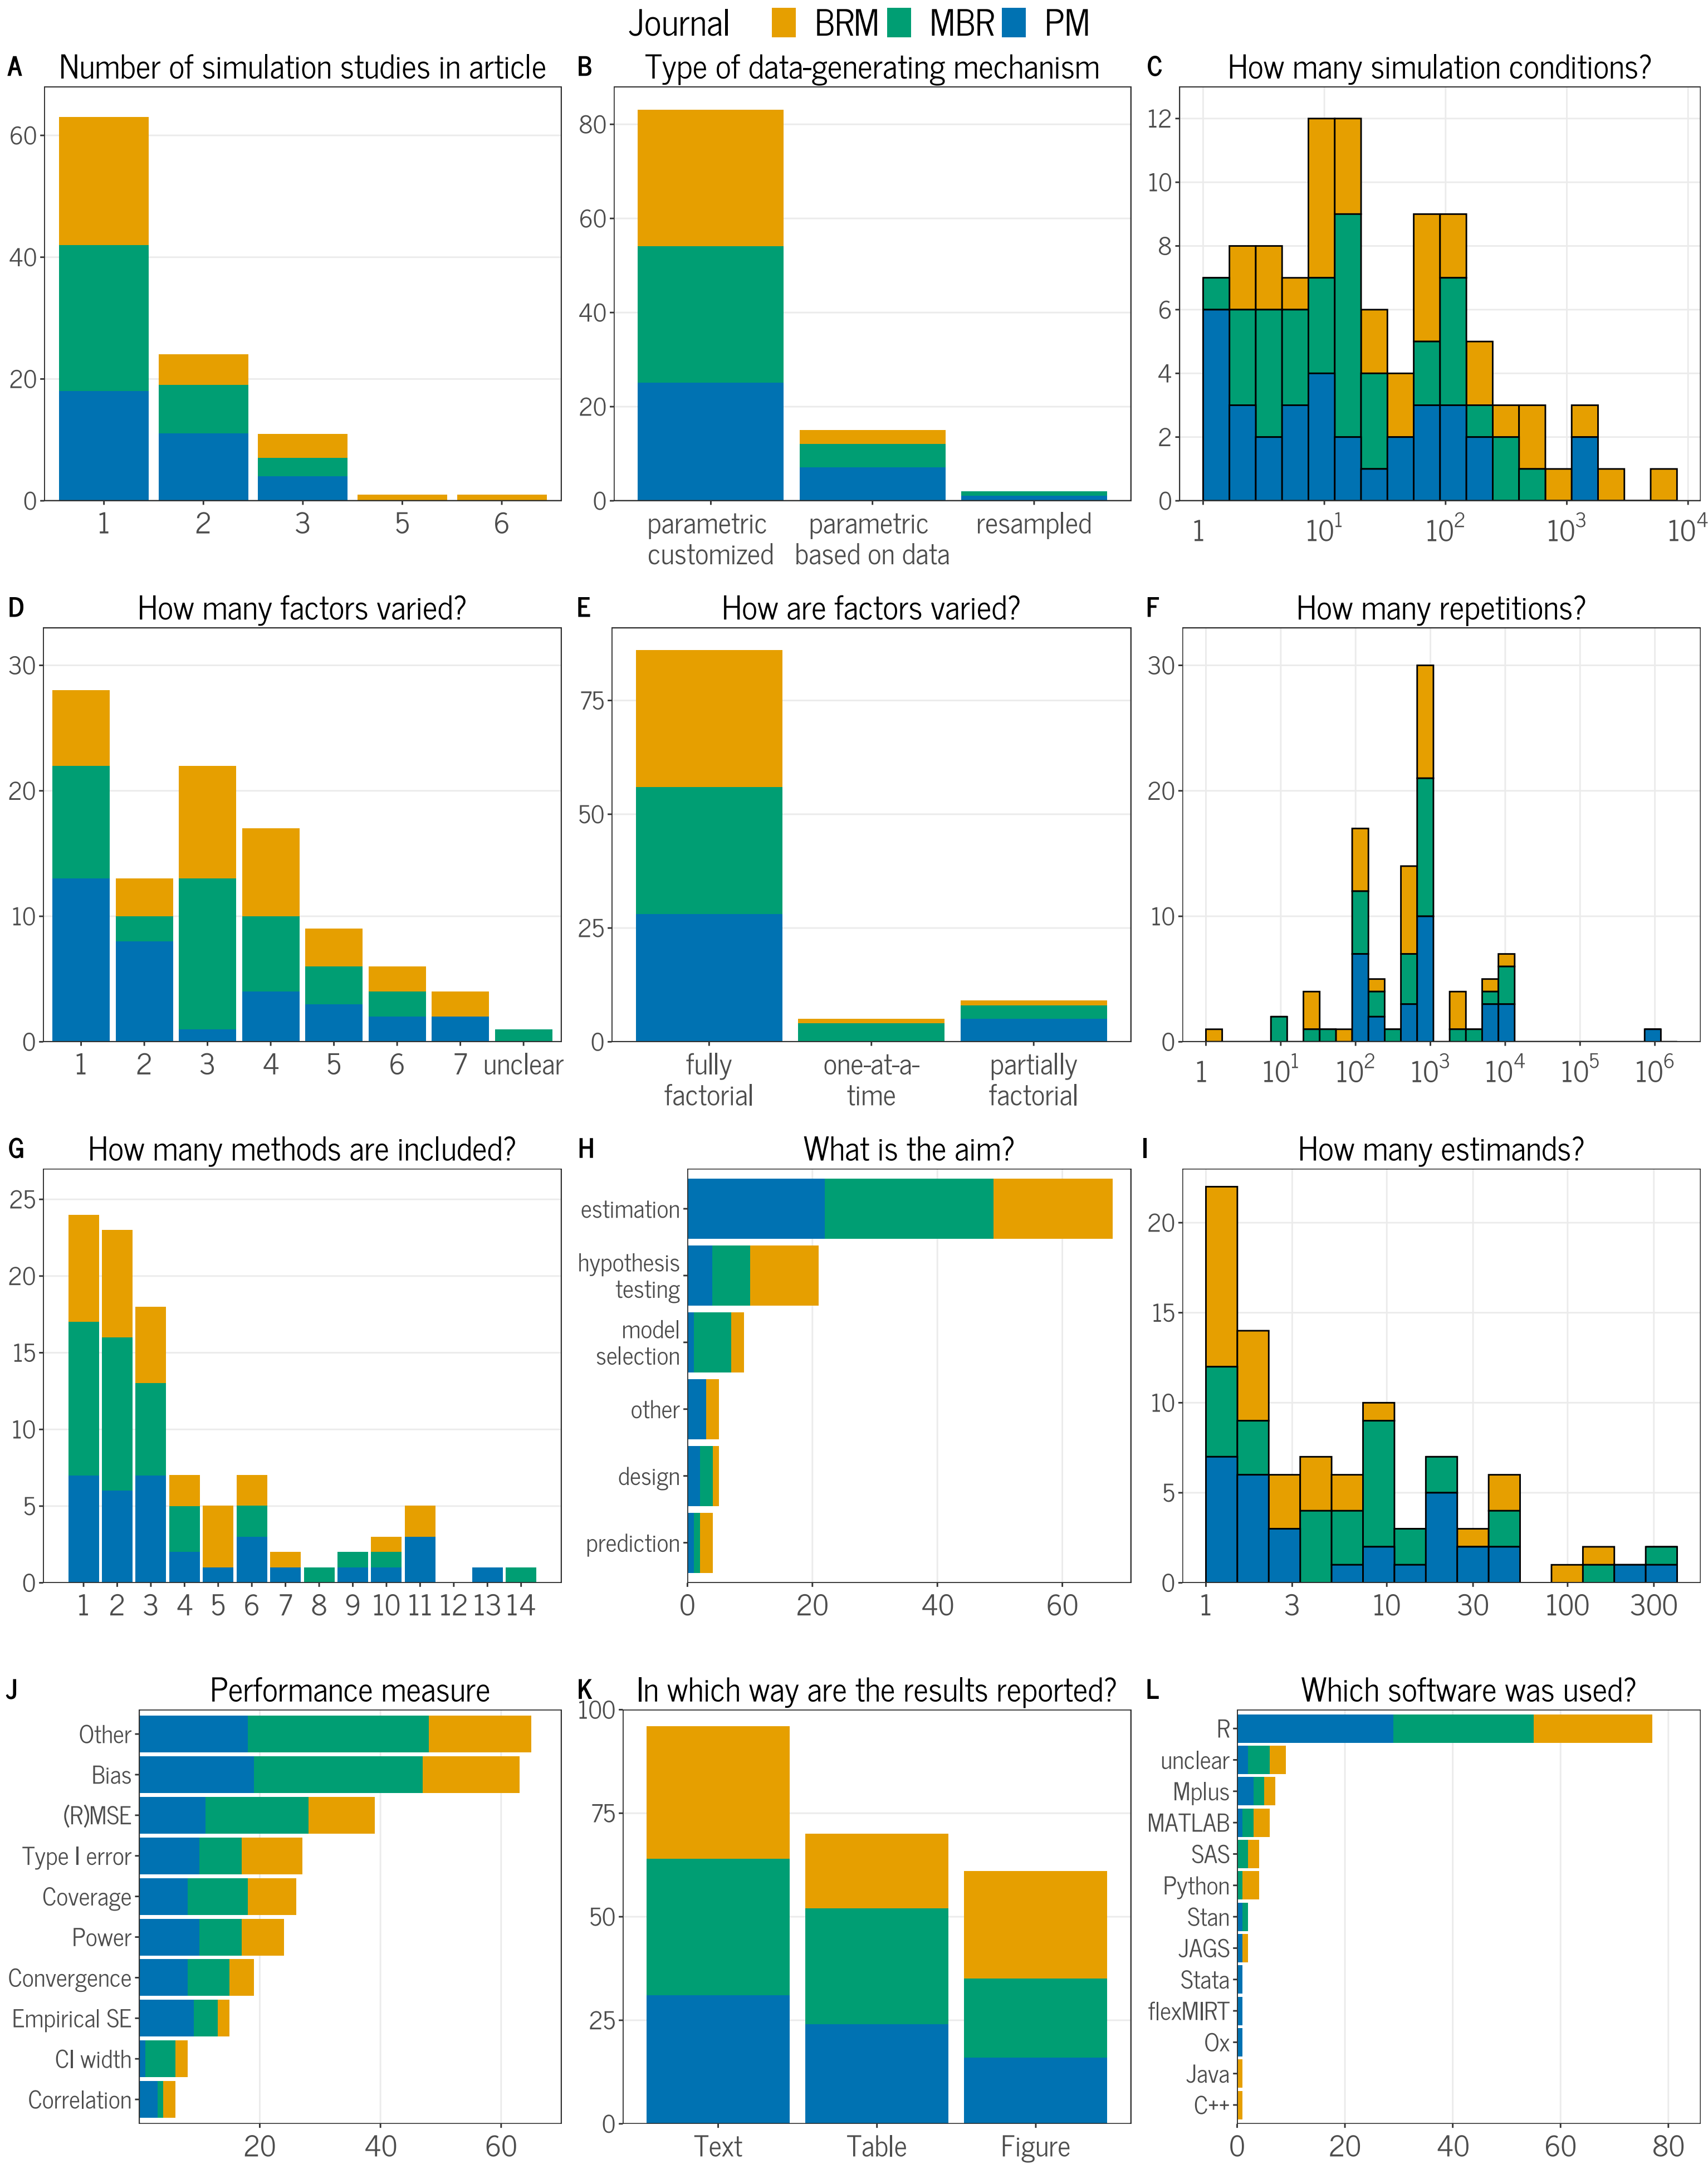 Journal BRM MBR PM
A Number of simulation studies in article
60
40
20
0
1 2 3 5 6
B Type of data-generating mechanism
80
60
40
20
0
parametric customized
parametric based on data
resampled
C How many simulation conditions?
12
10
8
6
4
2
0
1 10¹ 10² 10³ 10⁴
D How many factors varied?
30
20
10
0
1 2 3 4 5 6 7 unclear
E How are factors varied?
75
50
25
0
fully factorial
one-at-a-time
partially factorial
F How many repetitions?
30
20
10
0
1 10¹ 10² 10³ 10⁴ 10⁵ 10⁶
G How many methods are included?
25
20
15
10
5
0
1 2 3 4 5 6 7 8 9 10 11 12 13 14
H What is the aim?
estimation
hypothesis
testing
model
selection
other
design
prediction
0 20 40 60
I How many estimands?
20
15
10
5
0
1 3 10 30 100 300
J Performance measure
Other
Bias
(R)MSE
Type I error
Coverage
Power
Convergence
Empirical SE
CI width
Correlation
20 40 60
K In which way are the results reported?
100
75
50
25
0
Text Table Figure
L Which software was used?
R
unclear
Mplus
MATLAB
SAS
Python
Stan
JAGS
Stata
flexMIRT
Ox
Java
C++
0 20 40 60 80